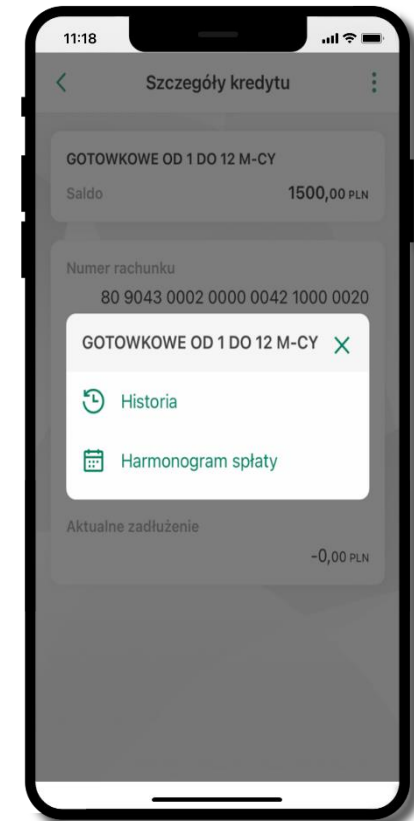 11:18
Szczegóły kredytu
GOTOWKOWE OD 1 DO 12 M-CY
Saldo 1500,00 PLN
Numer rachunku
80 9043 0002 0000 0042 1000 0020
GOTOWKOWE OD 1 DO 12 M-CY
Historia
Harmonogram spłaty
Aktualne zadłużenie
-0,00 PLN